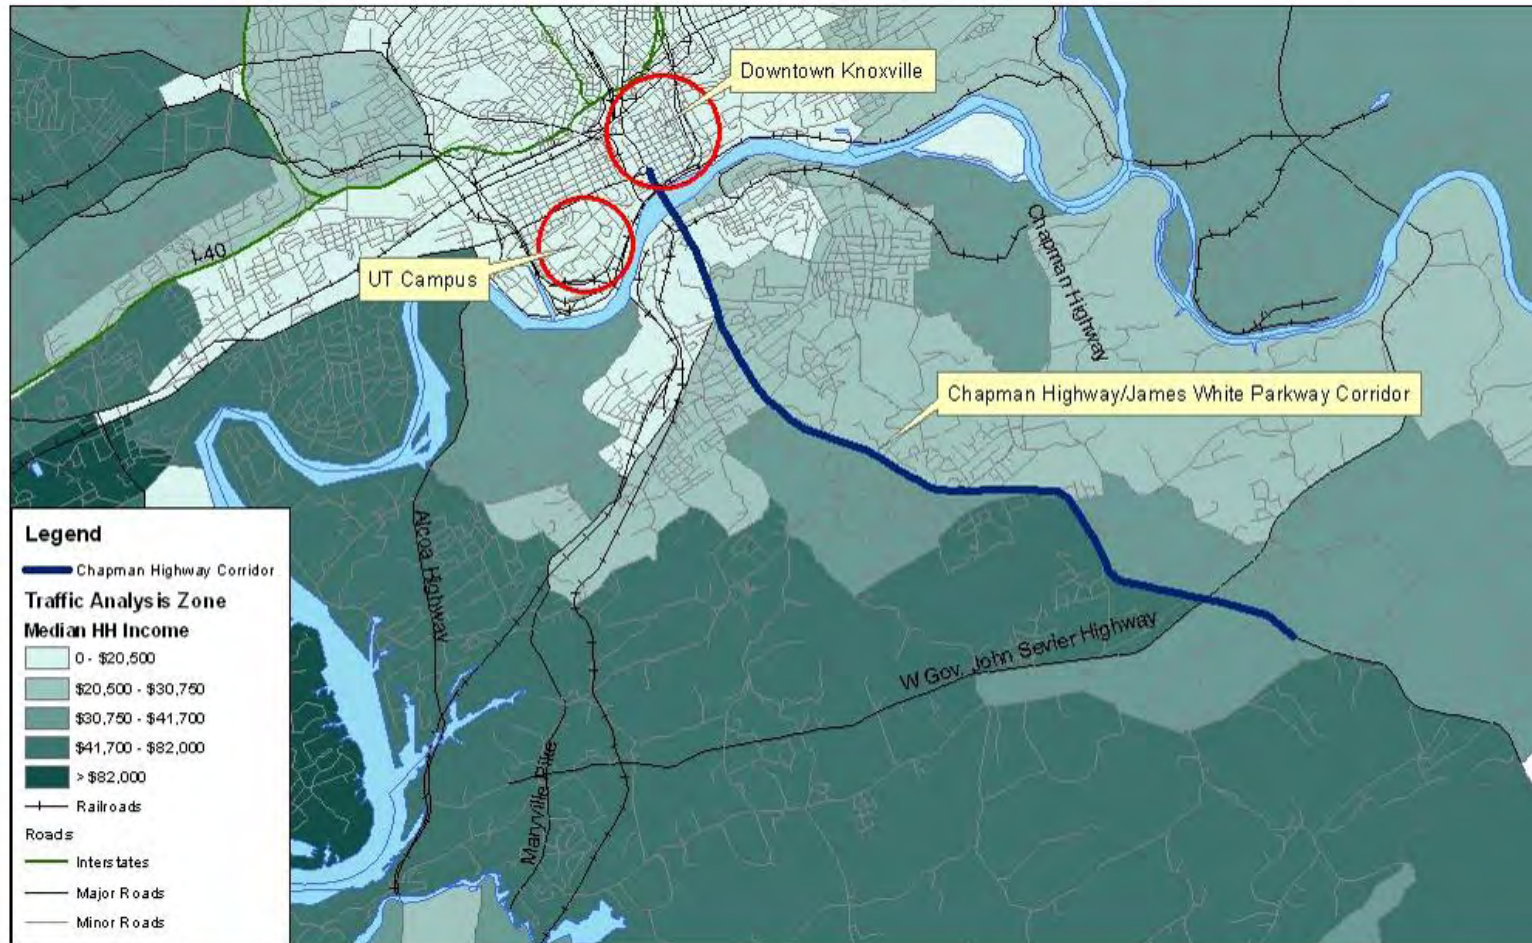 Downtown Knoxville
I-40
UT Campus
Chapman Highway
Chapman Highway/James White Parkway Corridor
Alcoa Highway
W Gov. John Sevier Highway
Maryville Pike
Legend
Chapman Highway Corridor
Traffic Analysis Zone
Median HH Income
0 - $20,500
$20,500 - $30,750
$30,750 - $41,700
$41,700 - $82,000
> $82,000
Railroads
Roads
Interstates
Major Roads
Minor Roads